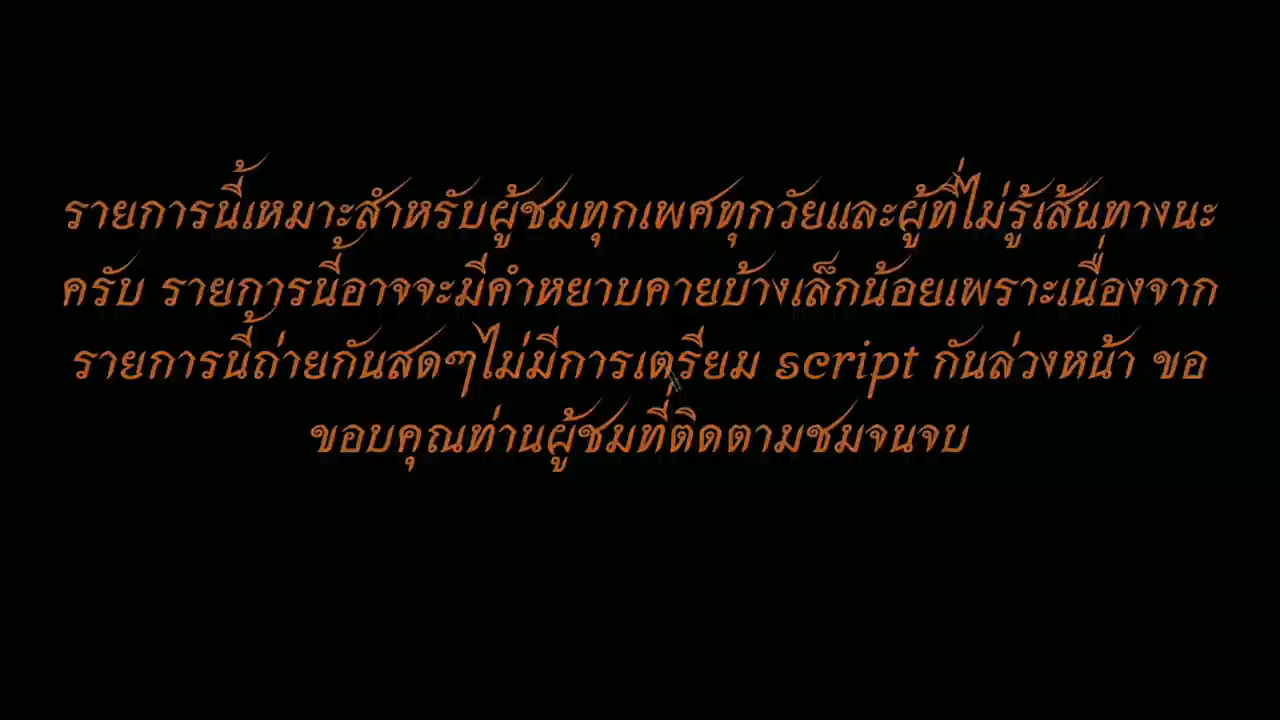 รายการนี้เหมาะสำหรับผู้ชมทุกเพศทุกวัยและผู้ที่ไม่รู้เส้นทางนะ
ครับ รายการนี้อาจจะมีคำหยาบคายบ้างเล็กน้อยเพราะเนื่องจาก
รายการนี้ถ่ายกันสดๆไม่มีการเตรียม script กันล่วงหน้า ขอ
ขอบคุณท่านผู้ชมที่ติดตามชมจนจบ